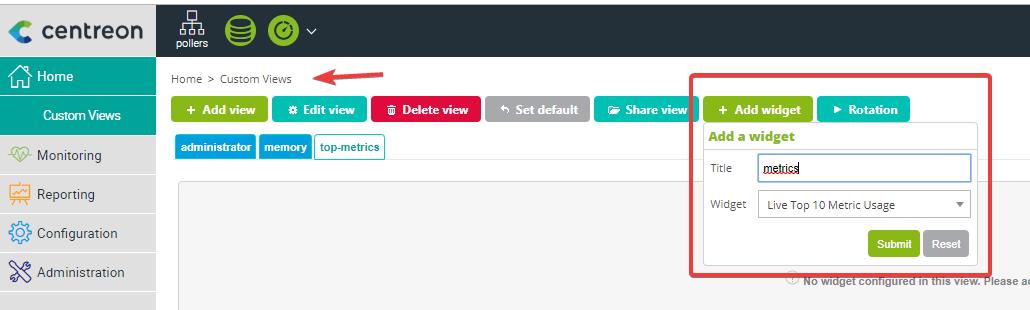 centreon
pollers
Home
Custom Views
Monitoring
Reporting
Configuration
Administration
Home > Custom Views
+ Add view
Edit view
Delete view
Set default
Share view
+ Add widget
Rotation
administrator
memory
top-metrics
Add a widget
Title
metrics
Widget
Live Top 10 Metric Usage
Submit
Reset
? No widget configured in this view. Please ad